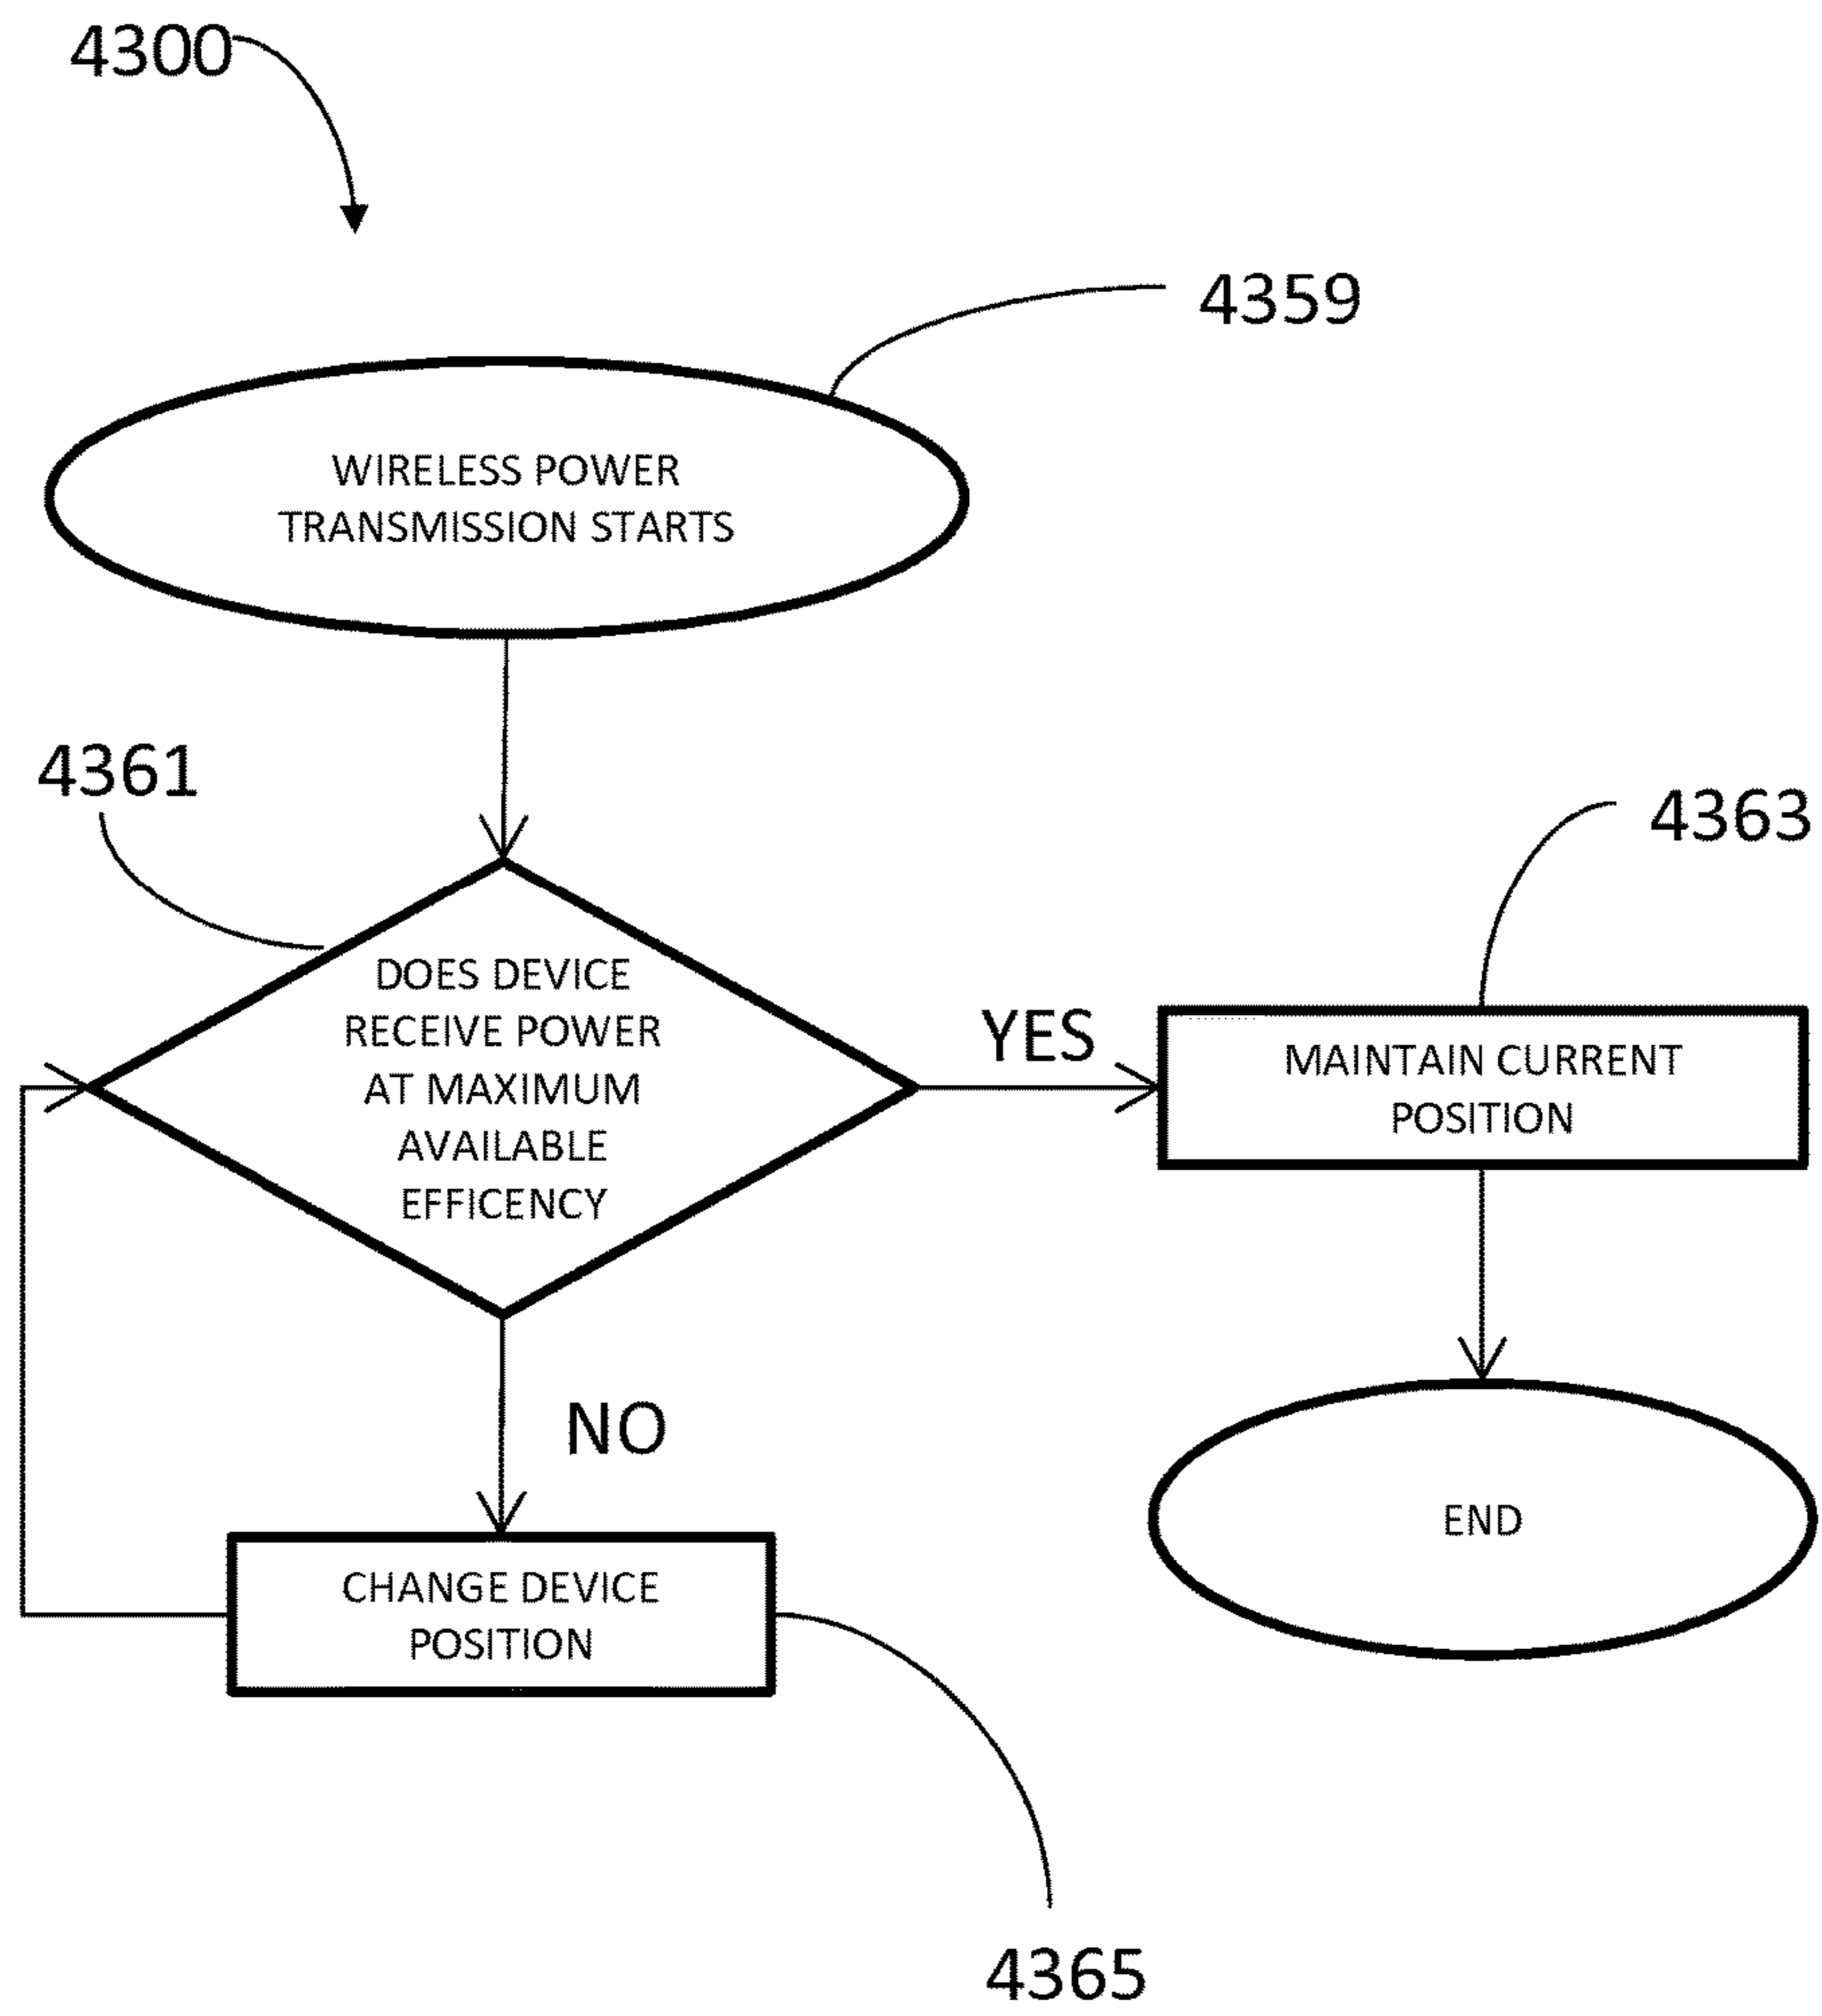 4300
4359
WIRELESS POWER
TRANSMISSION STARTS
4361
4363
DOES DEVICE
RECEIVE POWER
AT MAXIMUM
AVAILABLE
EFFICENCY
YES
MAINTAIN CURRENT
POSITION
NO
END
CHANGE DEVICE
POSITION
4365